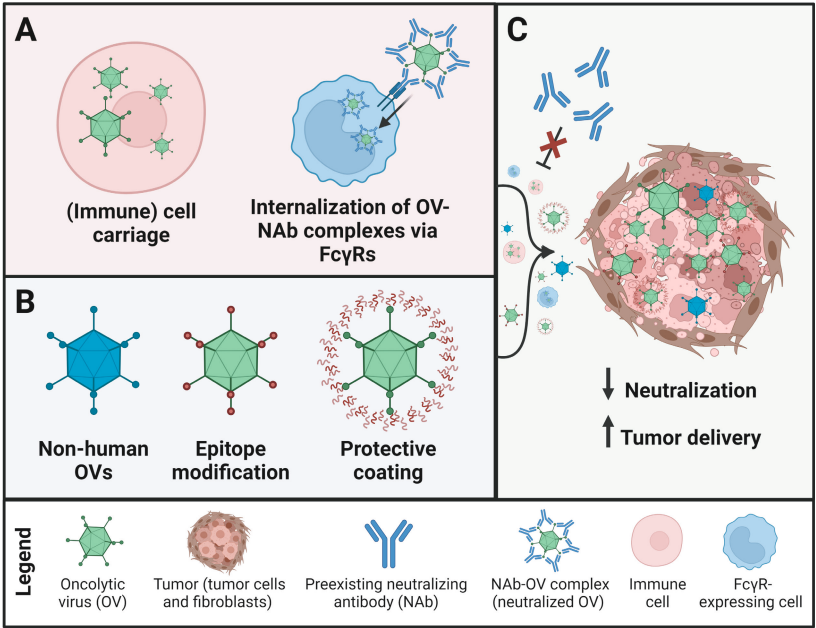 A
(Immune) cell
carriage
Internalization of OV-
NAb complexes via
FcγRs
B
Non-human
OVs
Epitope
modification
Protective
coating
C
Neutralization
Tumor delivery
Legend
Oncolytic
virus (OV)
Tumor (tumor cells
and fibroblasts)
Preexisting neutralizing
antibody (NAb)
NAb-OV complex
(neutralized OV)
Immune
cell
FcγR-
expressing cell